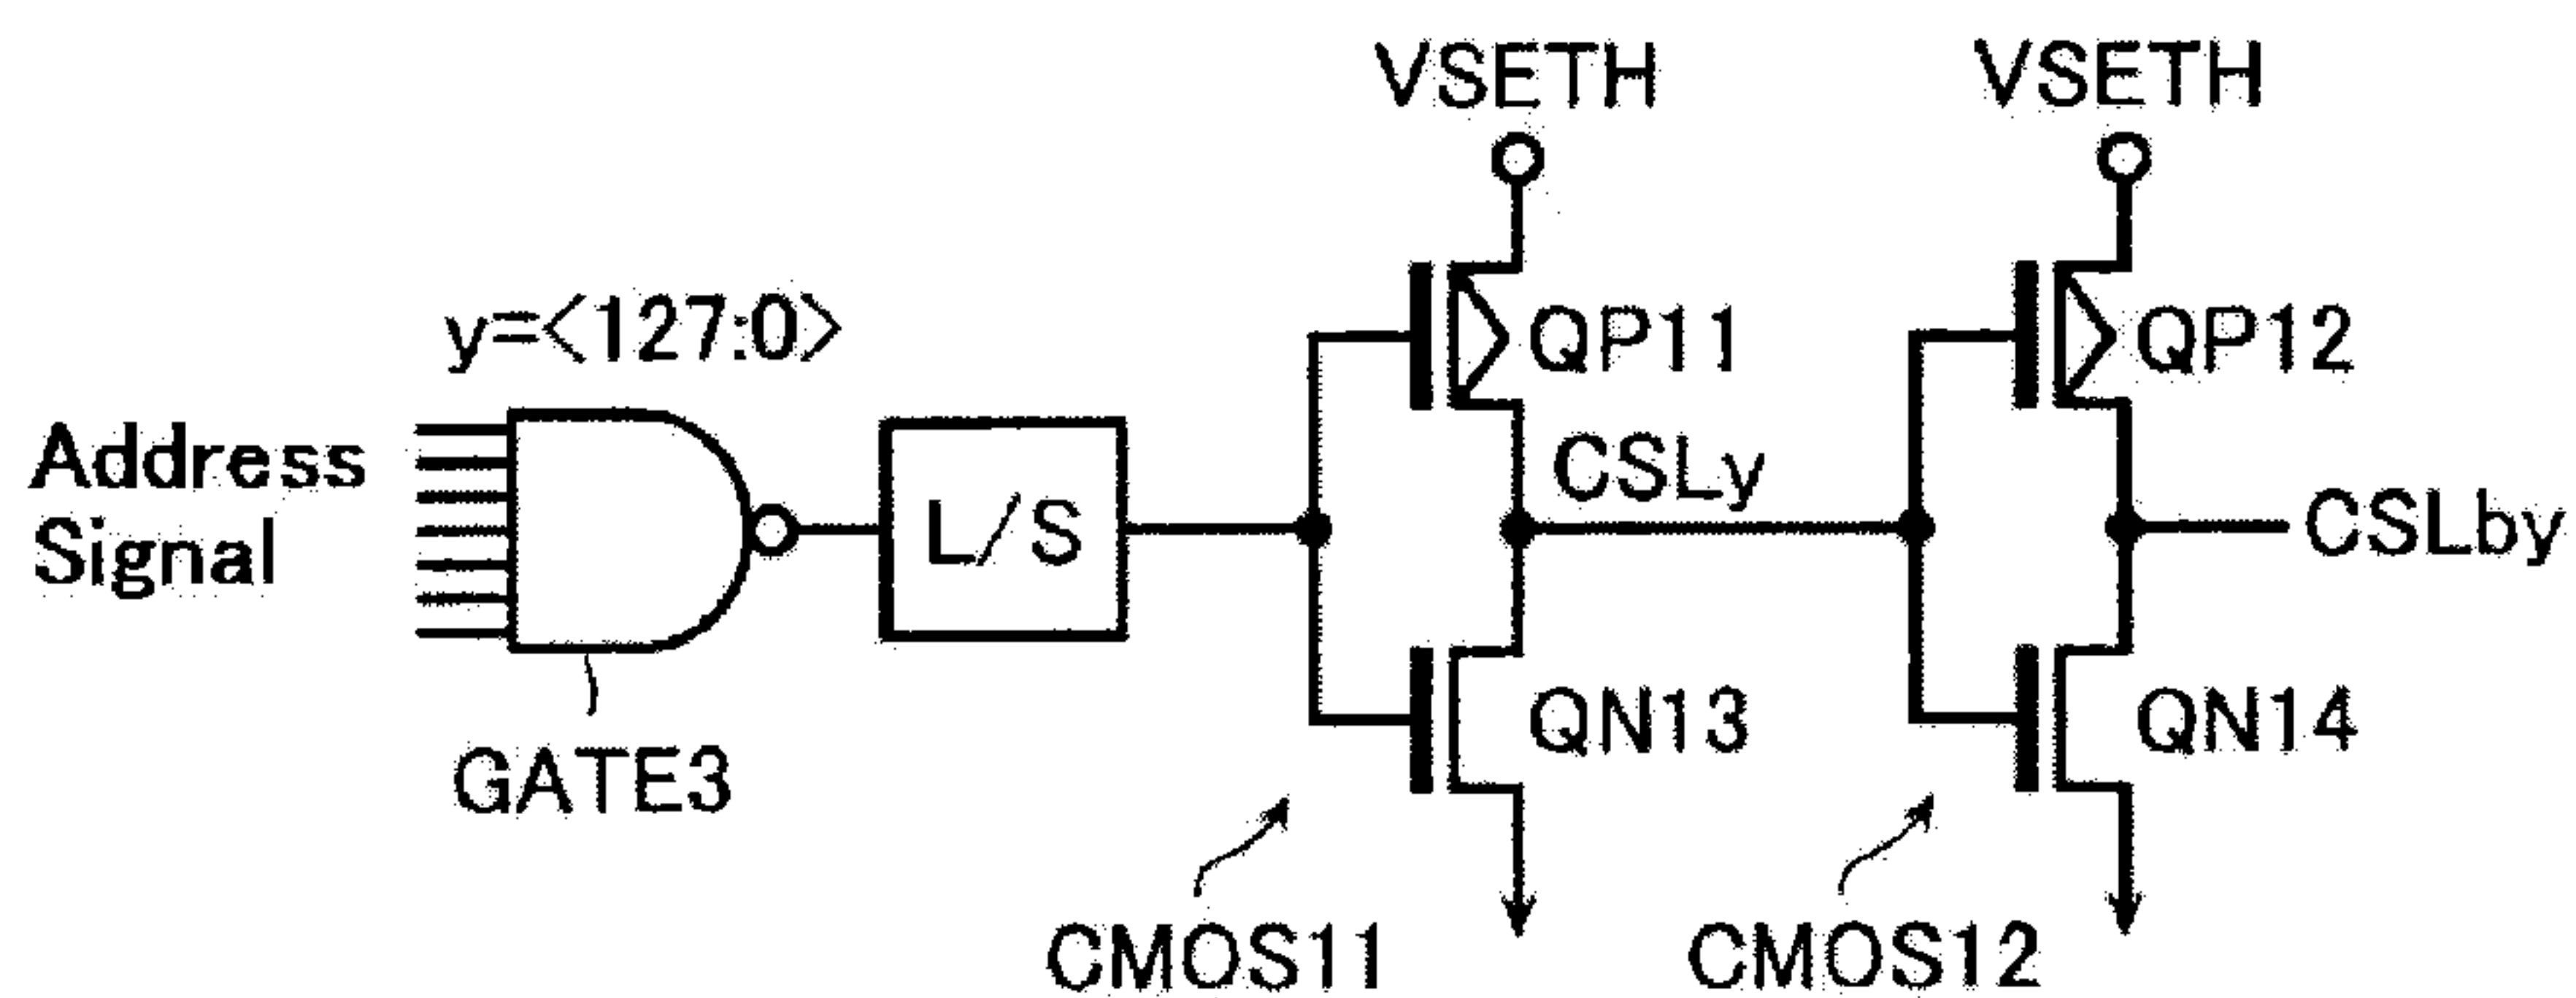 VSETH
VSETH
y=<127:0>
QP11
QP12
Address
Signal
L/S
CSLy
CSLby
QN13
QN14
GATE3
CMOS11
CMOS12